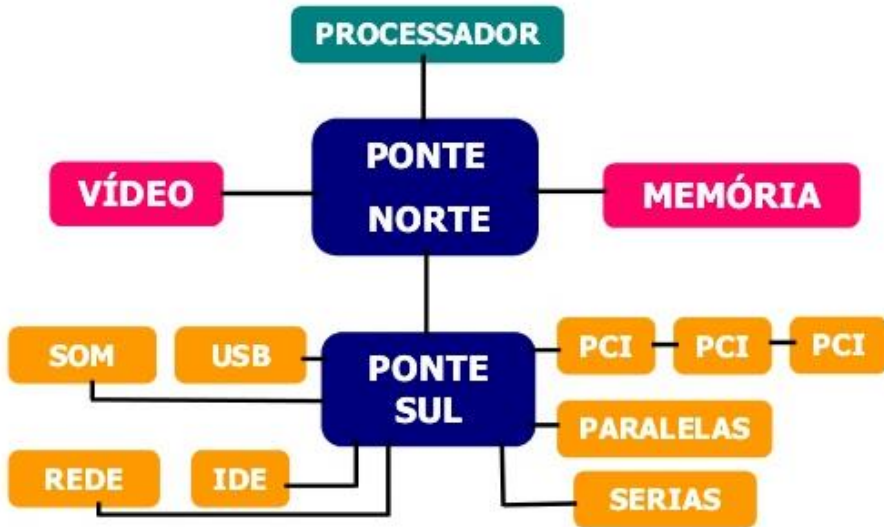 PROCESSADOR
PONTE
NORTE
VÍDEO
MEMÓRIA
SOM
USB
PONTE
SUL
PCI
PCI
PCI
PARALELAS
REDE
IDE
SERIAS